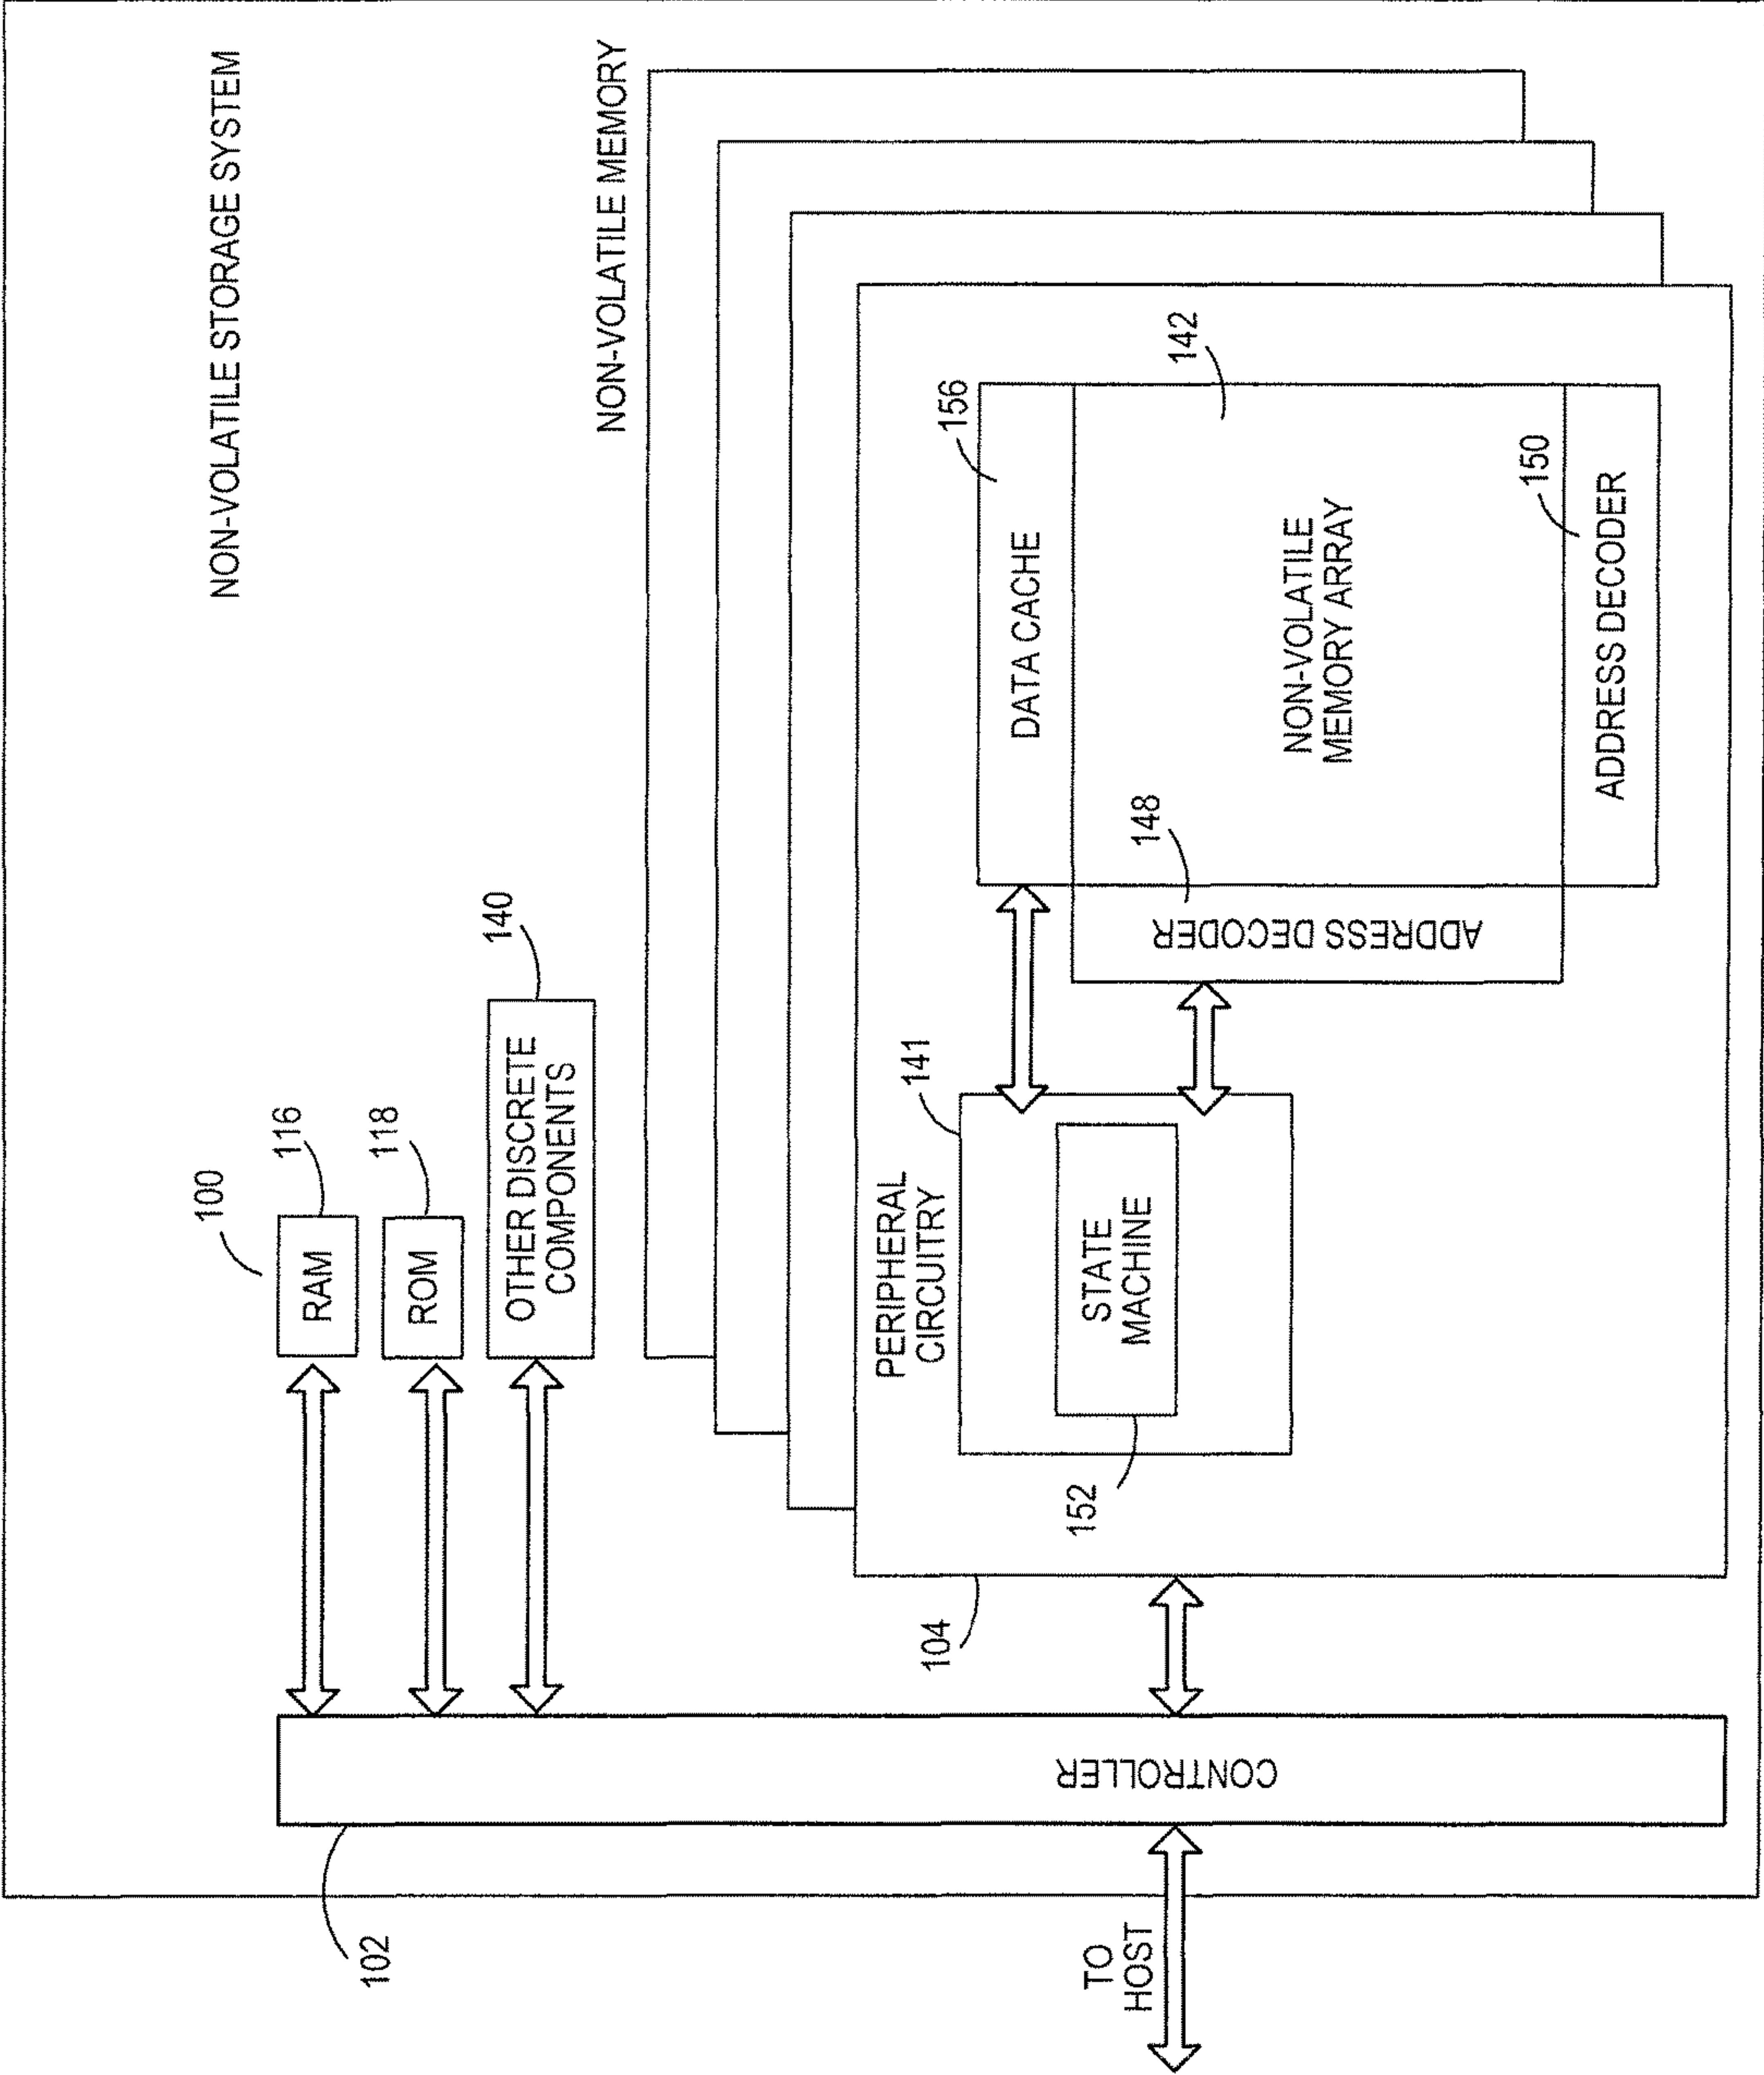 NON-VOLATILE STORAGE SYSTEM
100
116
RAM
118
ROM
140
OTHER DISCRETE
COMPONENTS
NON-VOLATILE MEMORY
102
CONTROLLER
TO
HOST
104
PERIPHERAL
CIRCUITRY
141
STATE
MACHINE
152
156
DATA CACHE
142
NON-VOLATILE
MEMORY ARRAY
148
ADDRESS DECODER
150
ADDRESS DECODER